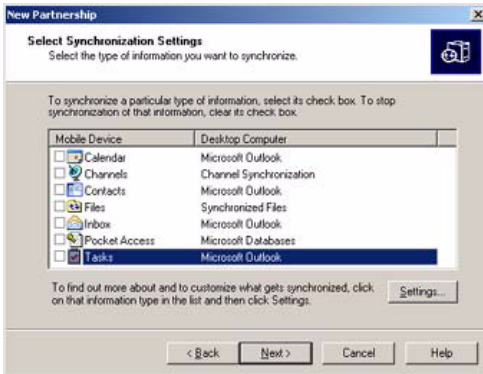 New Partnership
Select Synchronization Settings
Select the type of information you want to synchronize.
To synchronize a particular type of information, select its check box. To stop
synchronization of that information, clear its check box.
Mobile Device Desktop Computer
Calendar Microsoft Outlook
Channels Channel Synchronization
Contacts Microsoft Outlook
Files Synchronized Files
Inbox Microsoft Outlook
Pocket Access Microsoft Databases
Tasks Microsoft Outlook
To find out more about and to customize what gets synchronized, click
on that information type in the list and then click Settings.
Settings...
< Back Next > Cancel Help